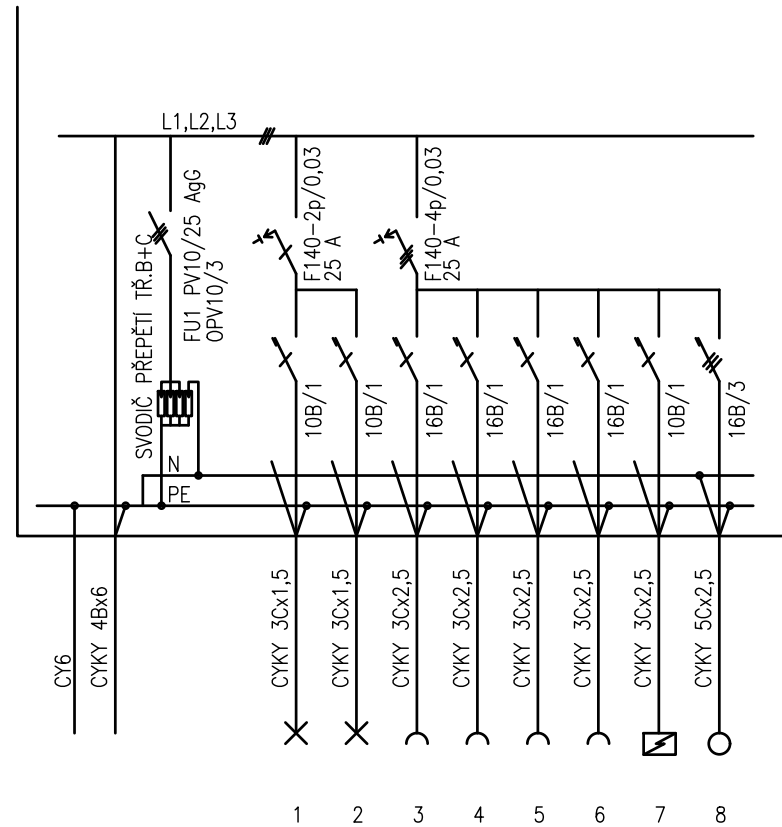 L1,L2,L3
SVODIČ PŘEPĚTÍ TŘ.B+C
FU1 PV10/25 AgG
OPV10/3
F140-2p/0,03
25 A
F140-4p/0,03
25 A
10B/1
10B/1
16B/1
16B/1
16B/1
16B/1
10B/1
16B/3
N
PE
CY6
CYKY 4Bx6
CYKY 3Cx1,5
CYKY 3Cx1,5
CYKY 3Cx2,5
CYKY 3Cx2,5
CYKY 3Cx2,5
CYKY 3Cx2,5
CYKY 3Cx2,5
CYKY 5Cx2,5
1 2 3 4 5 6 7 8